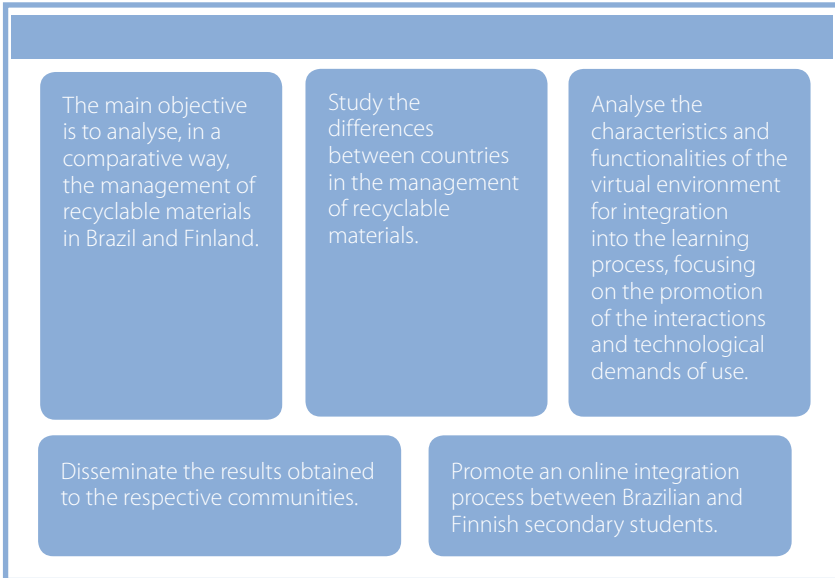 The main objective
is to analyse, in a
comparative way,
the management of
recyclable materials
in Brazil and Finland.
Study the
differences
between countries
in the management
of recyclable
materials.
Analyse the
characteristics and
functionalities of the
virtual environment
for integration
into the learning
process, focusing
on the promotion
of the interactions
and technological
demands of use.
Disseminate the results obtained
to the respective communities.
Promote an online integration
process between Brazilian and
Finnish secondary students.